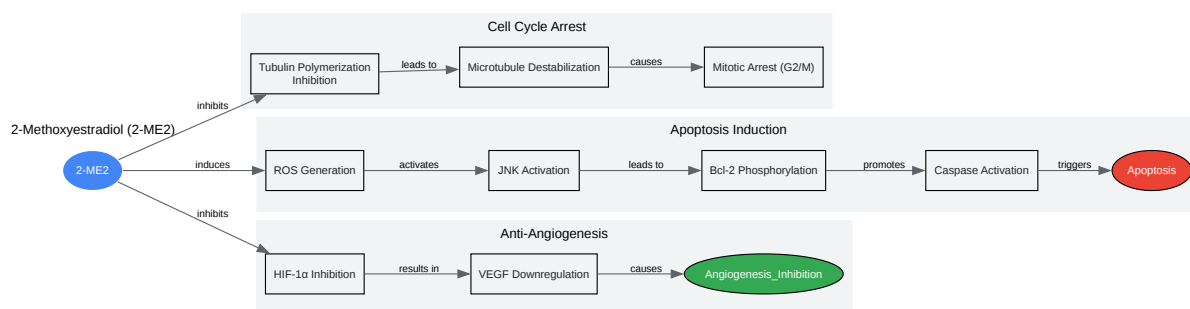 Cell Cycle Arrest
Tubulin Polymerization
Inhibition
leads to
Microtubule Destabilization
causes
Mitotic Arrest (G2/M)
inhibits
2-Methoxyestradiol (2-ME2)
Apoptosis Induction
2-ME2
induces
ROS Generation
activates
JNK Activation
leads to
Bcl-2 Phosphorylation
promotes
Caspase Activation
triggers
Apoptosis
inhibits
Anti-Angiogenesis
HIF-1α Inhibition
results in
VEGF Downregulation
causes
Angiogenesis_Inhibition